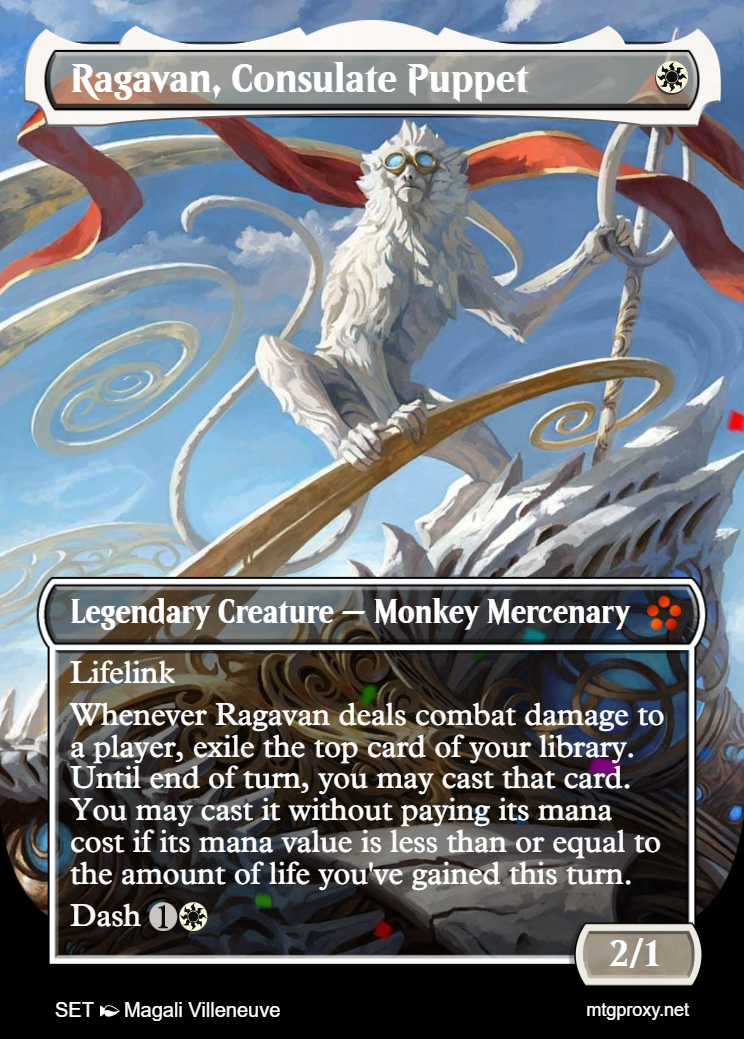 Ragavan, Consulate Puppet
Legendary Creature — Monkey Mercenary
Lifelink
Whenever Ragavan deals combat damage to
a player, exile the top card of your library.
Until end of turn, you may cast that card.
You may cast it without paying its mana
cost if its mana value is less than or equal to
the amount of life you've gained this turn.
Dash 1
2/1
SET Magali Villeneuve
mtgproxy.net